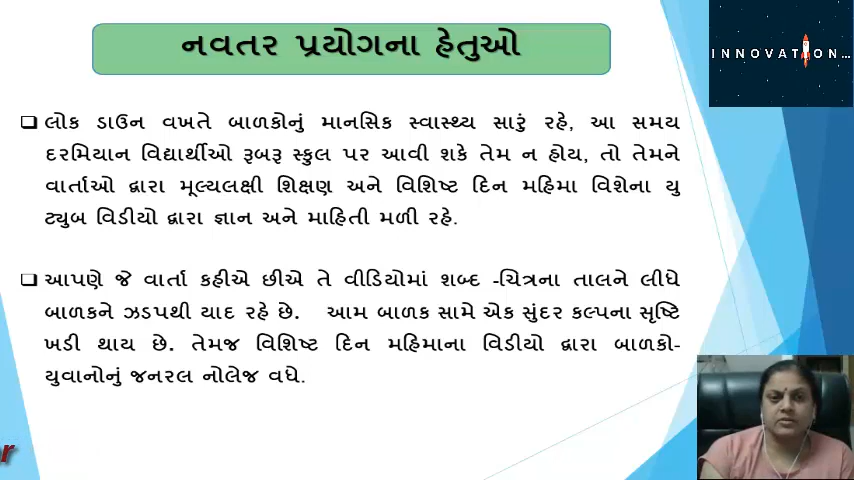 નવતર પ્રયોગના હેતુઓ
INNOVATION...
લોક ડાઉન વખતે બાળકોનું માનસિક સ્વાસ્થ્ય સારું રહે, આ સમય
દરમિયાન વિદ્યાર્થીઓ રૂબરૂ સ્કુલ પર આવી શકે તેમ ન હોય, તો તેમને
વાર્તાઓ દ્વારા મૂલ્યલક્ષી શિક્ષણ અને વિશિષ્ટ દિન મહિમા વિશેના યુ
ટ્યુબ વિડીયો દ્વારા જ્ઞાન અને માહિતી મળી રહે.
આપણે જે વાર્તા કહીએ છીએ તે વીડિયોમાં શબ્દ -ચિત્રના તાલને લીધે
બાળકને ઝડપથી યાદ રહે છે. આમ બાળક સામે એક સુંદર કલ્પના સૃષ્ટિ
ખડી થાય છે. તેમજ વિશિષ્ટ દિન મહિમાના વિડીયો દ્વારા બાળકો-
યુવાનોનું જનરલ નોલેજ વધે.